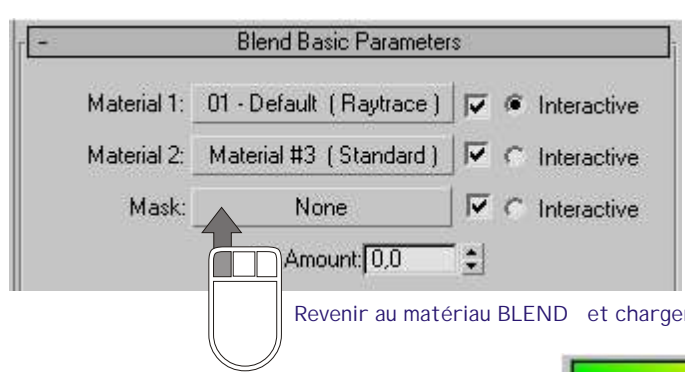 - Blend Basic Parameters
Material 1: 01 - Default ( Raytrace ) Interactive
Material 2: Material #3 ( Standard ) Interactive
Mask: None Interactive
Amount: 0,0
Revenir au matériau BLEND et charger